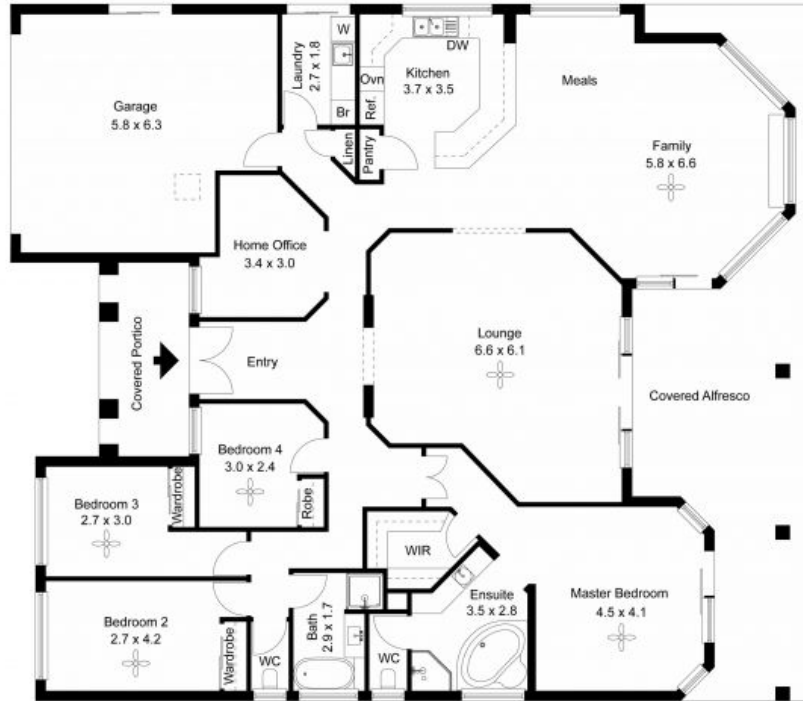 Garage
5.8 x 6.3
Laundry
2.7 x 1.8
W
Br
Linen
Pantry
Ovn
Ref.
DW
Kitchen
3.7 x 3.5
Meals
Family
5.8 x 6.6
Home Office
3.4 x 3.0
Covered Portico
Entry
Lounge
6.6 x 6.1
Covered Alfresco
Bedroom 4
3.0 x 2.4
Robe
Bedroom 3
2.7 x 3.0
Wardrobe
WIR
Bedroom 2
2.7 x 4.2
Wardrobe
WC
Bath
2.9 x 1.7
WC
Ensuite
3.5 x 2.8
Master Bedroom
4.5 x 4.1